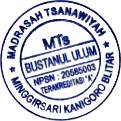 MADRASAH TSANAWIYAH
MTs
BUSTANUL ULUM
NPSN : 20585003
TERAKREDITASI "A"
MINGGIRSARI KANIGORO BLITAR